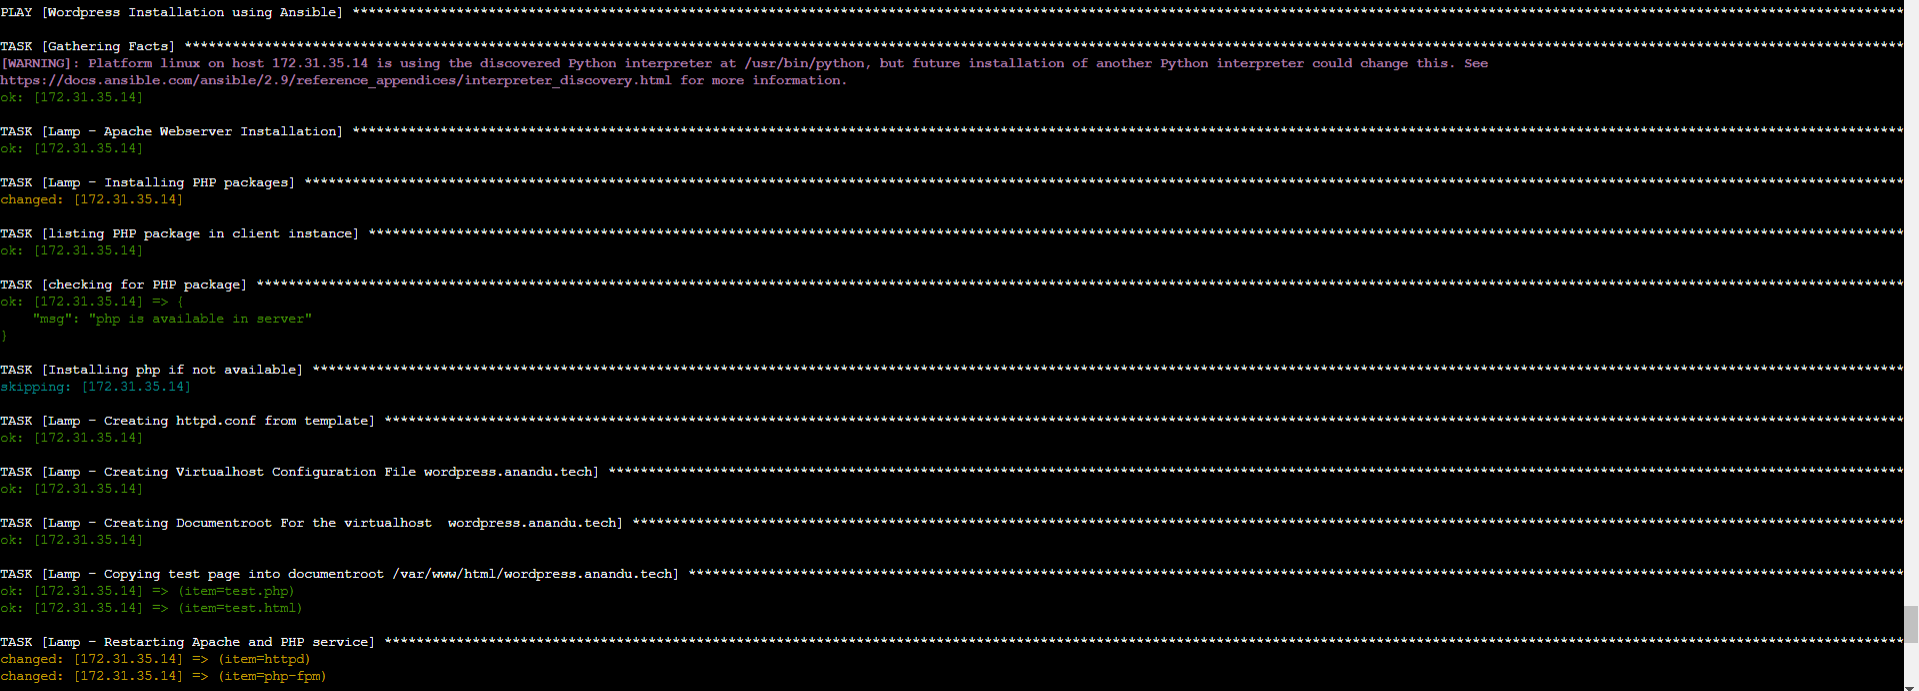 PLAY [Wordpress Installation using Ansible] ****************************************************************************************************************************************************************************************************
TASK [Gathering Facts] *************************************************************************************************************************************************************************************************************************
[WARNING]: Platform linux on host 172.31.35.14 is using the discovered Python interpreter at /usr/bin/python, but future installation of another Python interpreter could change this. See
https://docs.ansible.com/ansible/2.9/reference_appendices/interpreter_discovery.html for more information.
ok: [172.31.35.14]
TASK [Lamp - Apache Webserver Installation] ****************************************************************************************************************************************************************************************************
ok: [172.31.35.14]
TASK [Lamp - Installing PHP packages] **********************************************************************************************************************************************************************************************************
changed: [172.31.35.14]
TASK [listing PHP package in client instance] **************************************************************************************************************************************************************************************************
ok: [172.31.35.14]
TASK [checking for PHP package] ****************************************************************************************************************************************************************************************************************
ok: [172.31.35.14] => {
    "msg": "php is available in server"
}
TASK [Installing php if not available] *********************************************************************************************************************************************************************************************************
skipping: [172.31.35.14]
TASK [Lamp - Creating httpd.conf from template] ************************************************************************************************************************************************************************************************
ok: [172.31.35.14]
TASK [Lamp - Creating Virtualhost Configuration File wordpress.anandu.tech] ********************************************************************************************************************************************************************
ok: [172.31.35.14]
TASK [Lamp - Creating Documentroot For the virtualhost  wordpress.anandu.tech] *****************************************************************************************************************************************************************
ok: [172.31.35.14]
TASK [Lamp - Copying test page into documentroot /var/www/html/wordpress.anandu.tech] **********************************************************************************************************************************************************
ok: [172.31.35.14] => (item=test.php)
ok: [172.31.35.14] => (item=test.html)
TASK [Lamp - Restarting Apache and PHP service] ************************************************************************************************************************************************************************************************
changed: [172.31.35.14] => (item=httpd)
changed: [172.31.35.14] => (item=php-fpm)